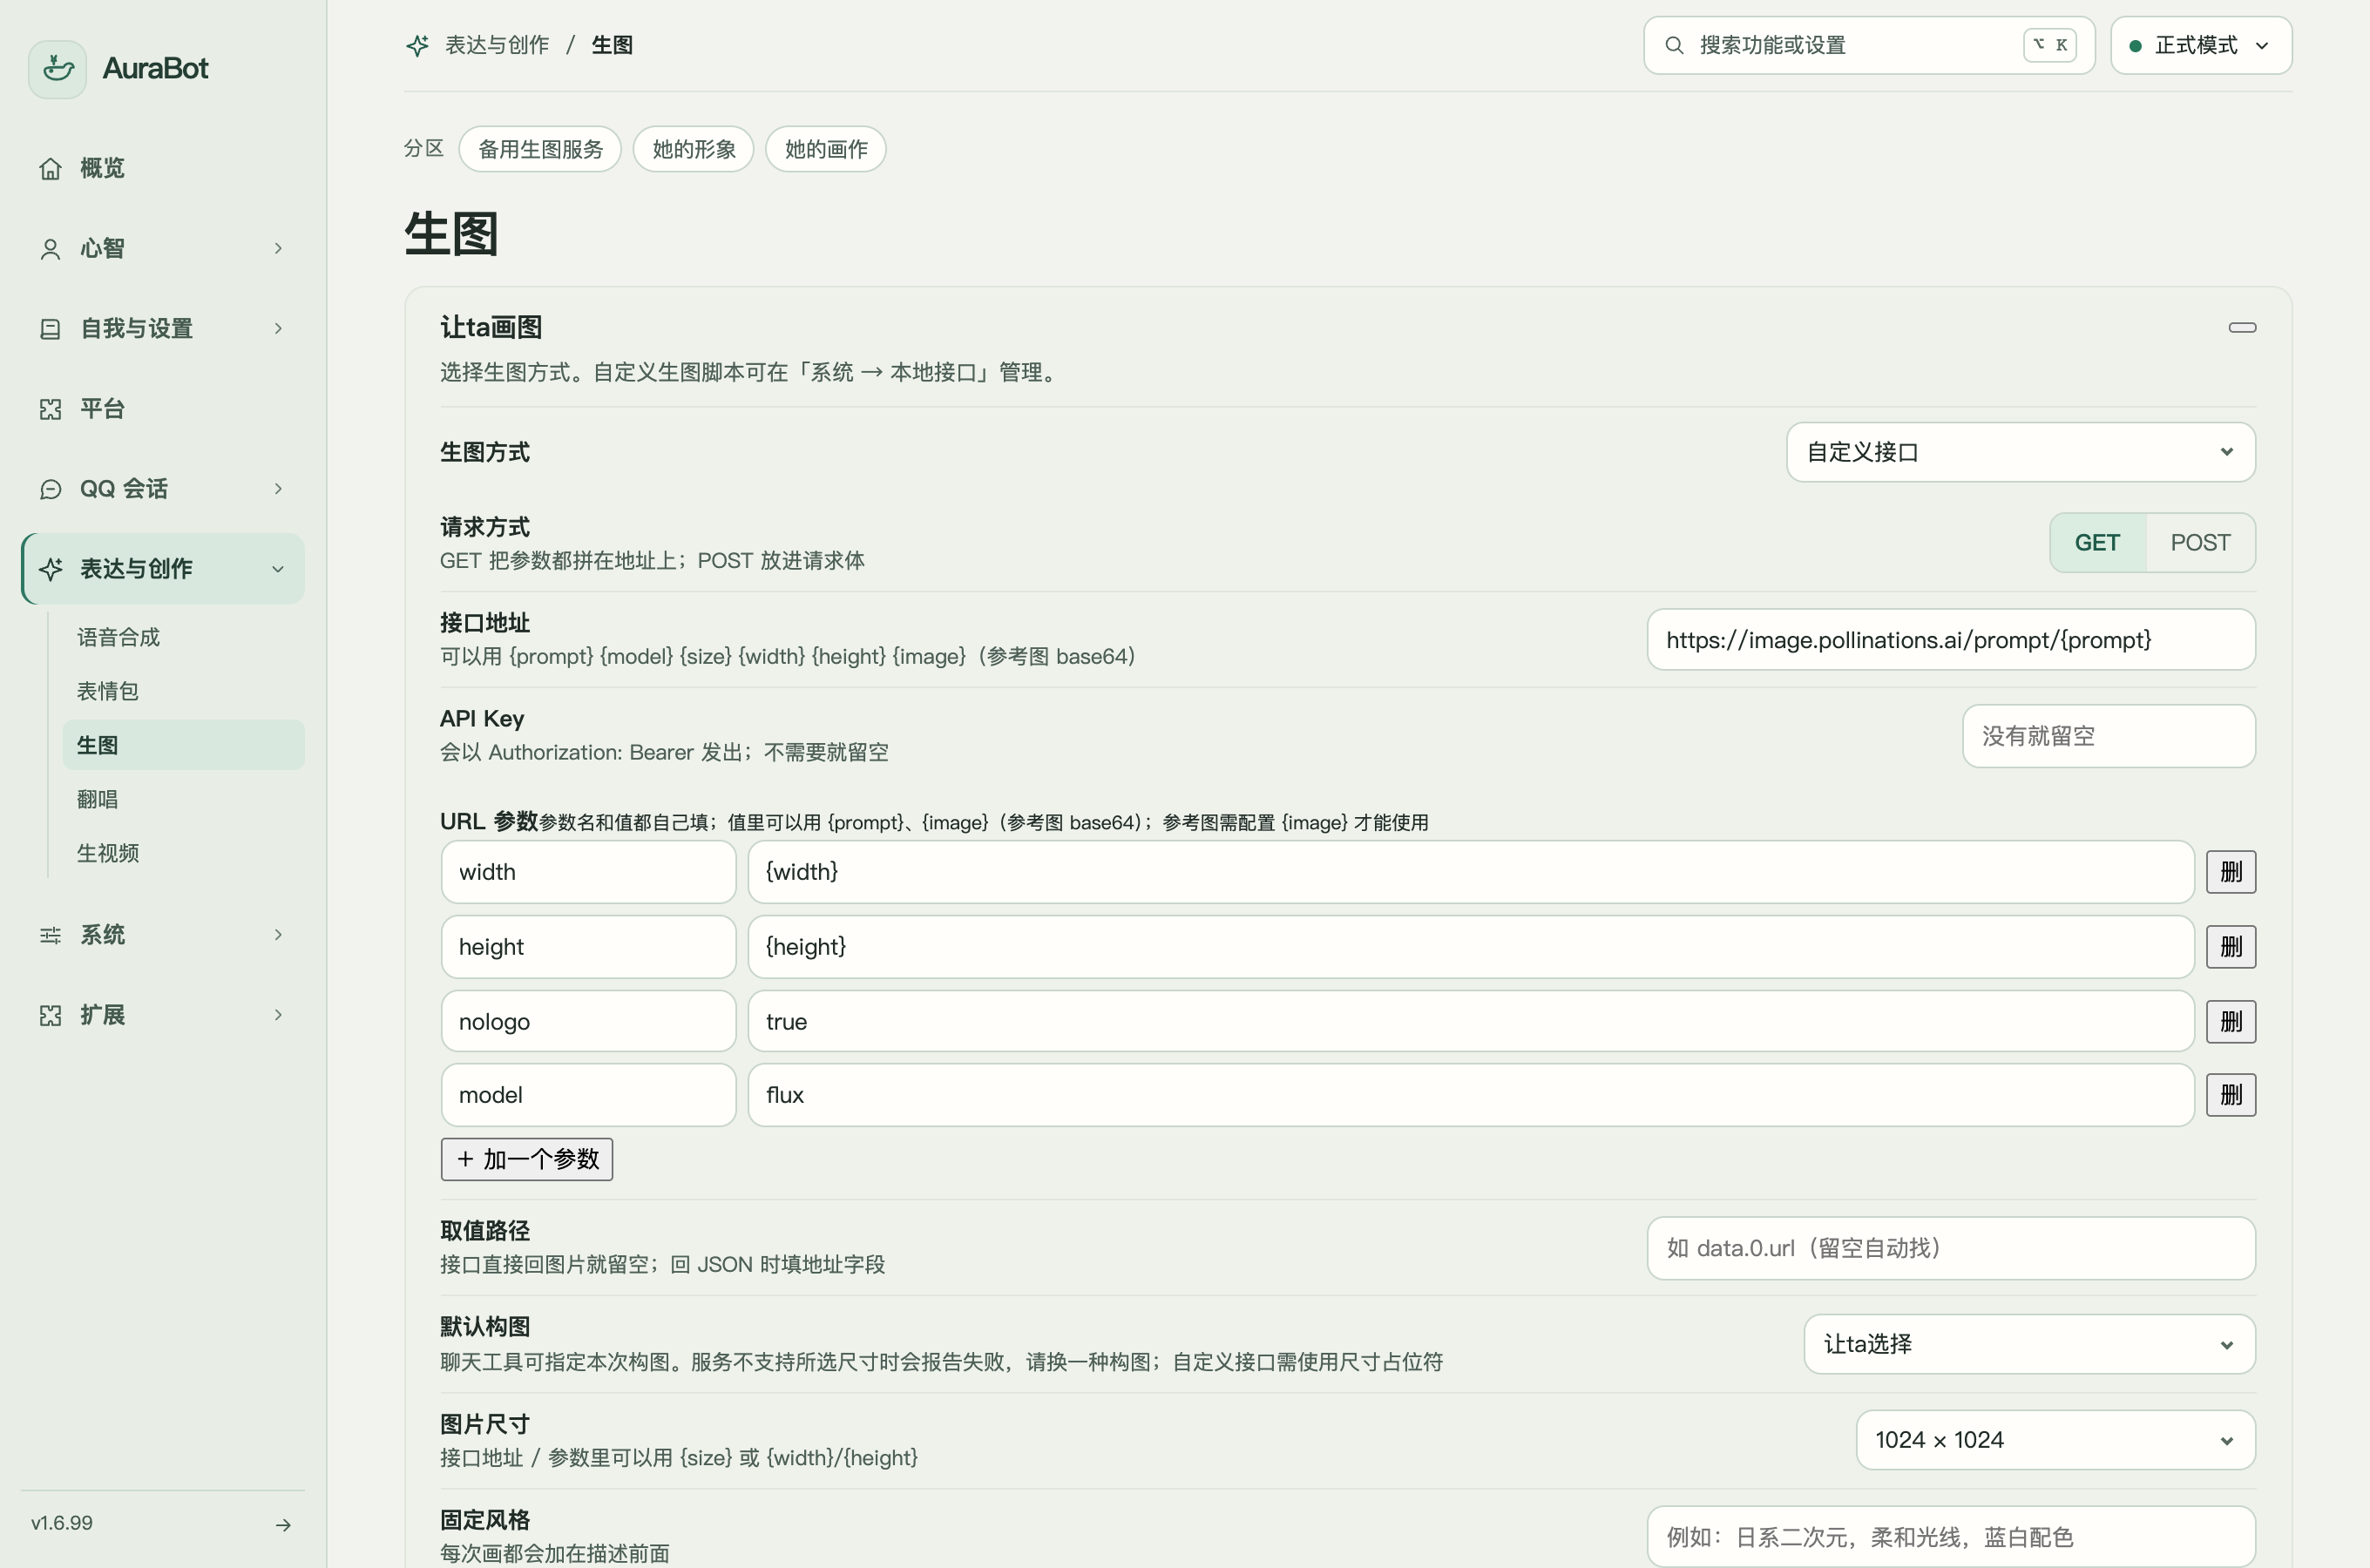 AuraBot
概览
心智
自我与设置
平台
QQ 会话
表达与创作
语音合成
表情包
生图
翻唱
生视频
系统
扩展
v1.6.99
表达与创作 / 生图
搜索功能或设置
⌥ K
正式模式
分区
备用生图服务
她的形象
她的画作
生图
让ta画图
选择生图方式。自定义生图脚本可在「系统 → 本地接口」管理。
生图方式
自定义接口
请求方式
GET 把参数都拼在地址上；POST 放进请求体
GET
POST
接口地址
可以用 {prompt} {model} {size} {width} {height} {image}（参考图 base64）
https://image.pollinations.ai/prompt/{prompt}
API Key
会以 Authorization: Bearer 发出；不需要就留空
没有就留空
URL 参数参数名和值都自己填；值里可以用 {prompt}、{image}（参考图 base64）；参考图需配置 {image} 才能使用
width
{width}
删
height
{height}
删
nologo
true
删
model
flux
删
+ 加一个参数
取值路径
接口直接回图片就留空；回 JSON 时填地址字段
如 data.0.url（留空自动找）
默认构图
聊天工具可指定本次构图。服务不支持所选尺寸时会报告失败，请换一种构图；自定义接口需使用尺寸占位符
让ta选择
图片尺寸
接口地址 / 参数里可以用 {size} 或 {width}/{height}
1024 × 1024
固定风格
每次画都会加在描述前面
例如：日系二次元，柔和光线，蓝白配色